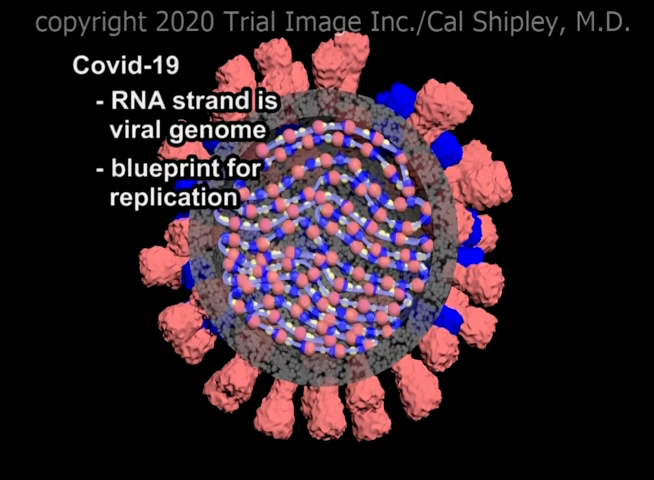 copyright 2020 Trial Image Inc./Cal Shipley, M.D.
Covid-19
- RNA strand is
viral genome
- blueprint for
replication